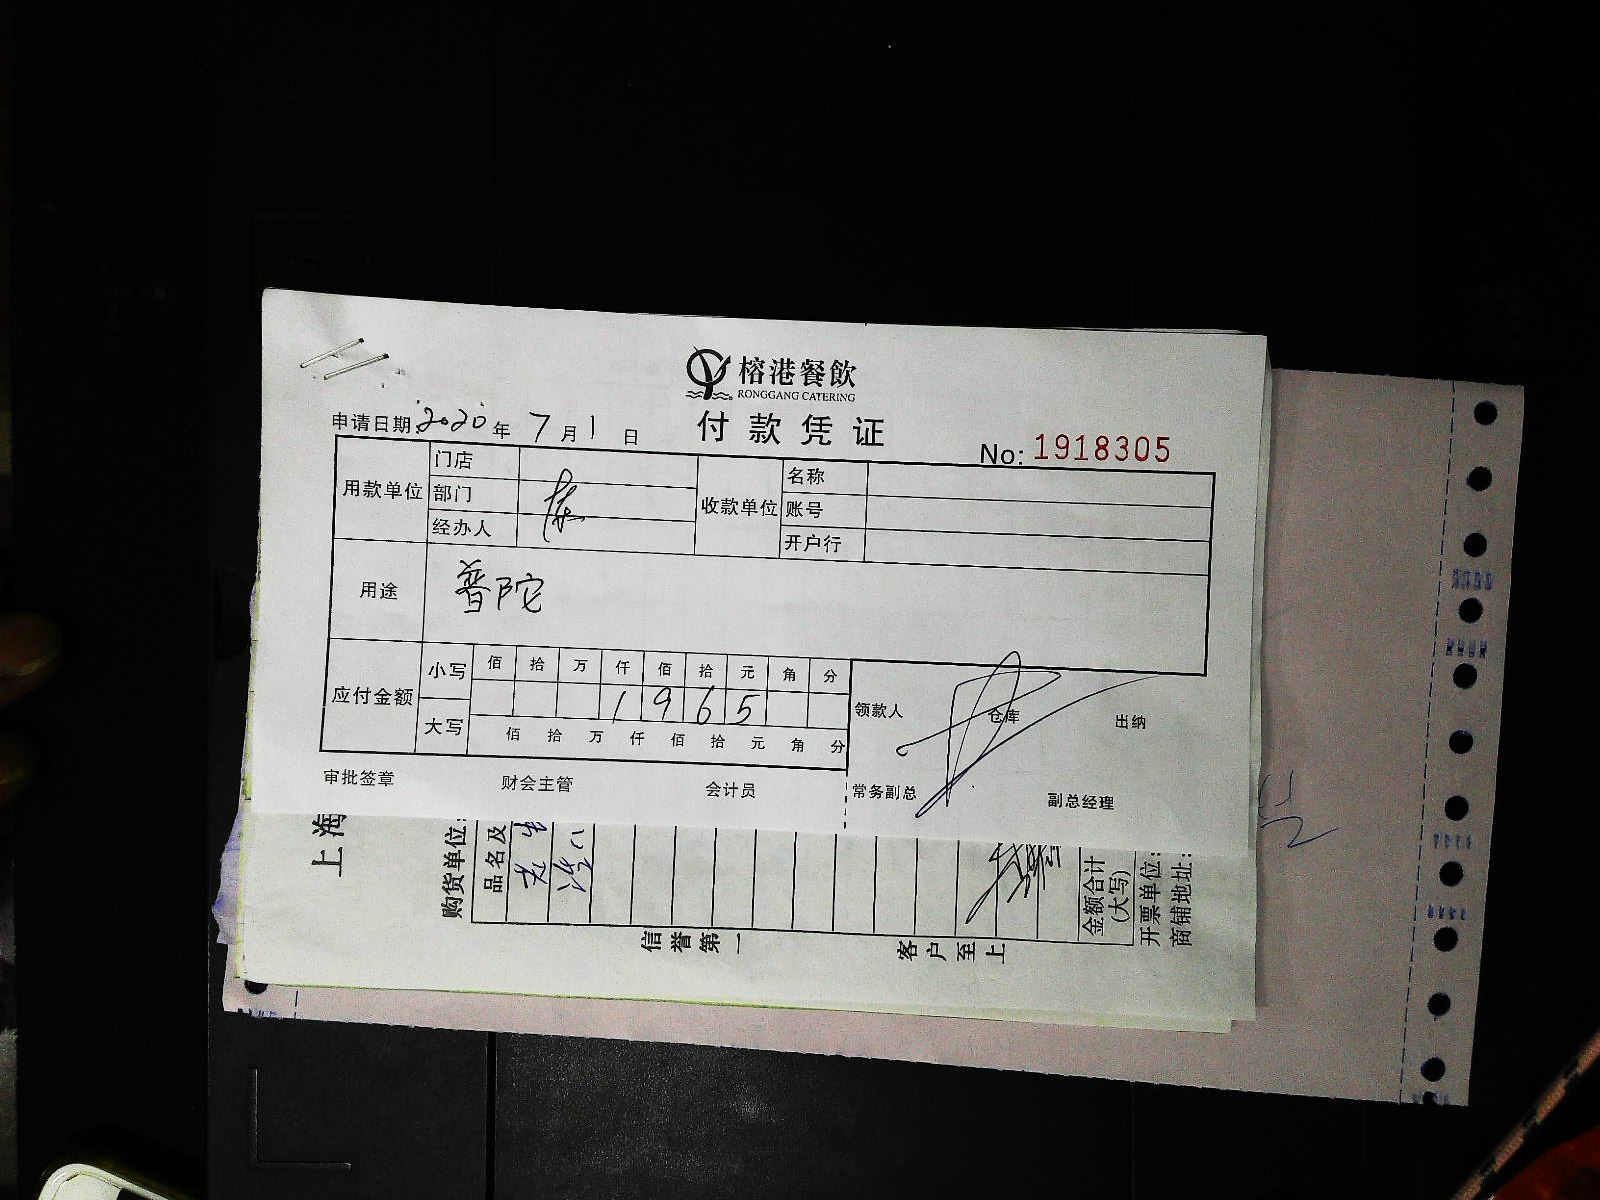 榕港餐飲
RONGGANG CATERING
付款凭证
申请日期:2020年7月1日
No:1918305
用款单位
门店
部门
经办人
收款单位
名称
账号
开户行
用途
普陀
应付金额
小写
佰 拾 万 仟 佰 拾 元 角 分
1 9 6 5
大写
佰 拾 万 仟 佰 拾 元 角 分
领款人 仓库 出纳
审批签章 财会主管 会计员
常务副总 副总经理
上海
购货单位:
品名及
信誉第一 客户至上
金额合计
(大写)
开票单位:
商铺地址: